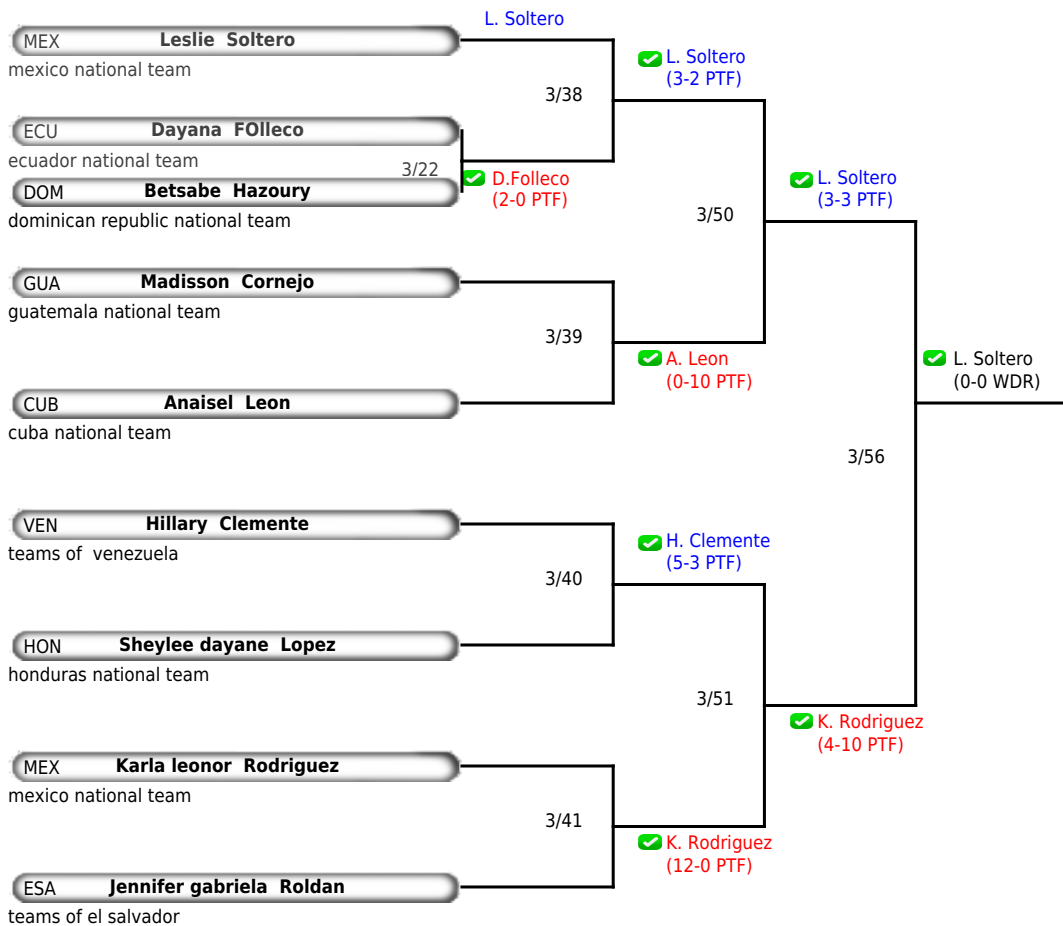 L. Soltero
MEX Leslie Soltero
mexico national team
L. Soltero
(3-2 PTF)
3/38
ECU Dayana FOlleco
ecuador national team
3/22
D.Folleco
(2-0 PTF)
DOM Betsabe Hazoury
dominican republic national team
L. Soltero
(3-3 PTF)
3/50
GUA Madisson Cornejo
guatemala national team
3/39
A. Leon
(0-10 PTF)
CUB Anaisel Leon
cuba national team
L. Soltero
(0-0 WDR)
3/56
VEN Hillary Clemente
teams of venezuela
H. Clemente
(5-3 PTF)
3/40
HON Sheylee dayane Lopez
honduras national team
3/51
K. Rodriguez
(4-10 PTF)
MEX Karla leonor Rodriguez
mexico national team
3/41
K. Rodriguez
(12-0 PTF)
ESA Jennifer gabriela Roldan
teams of el salvador